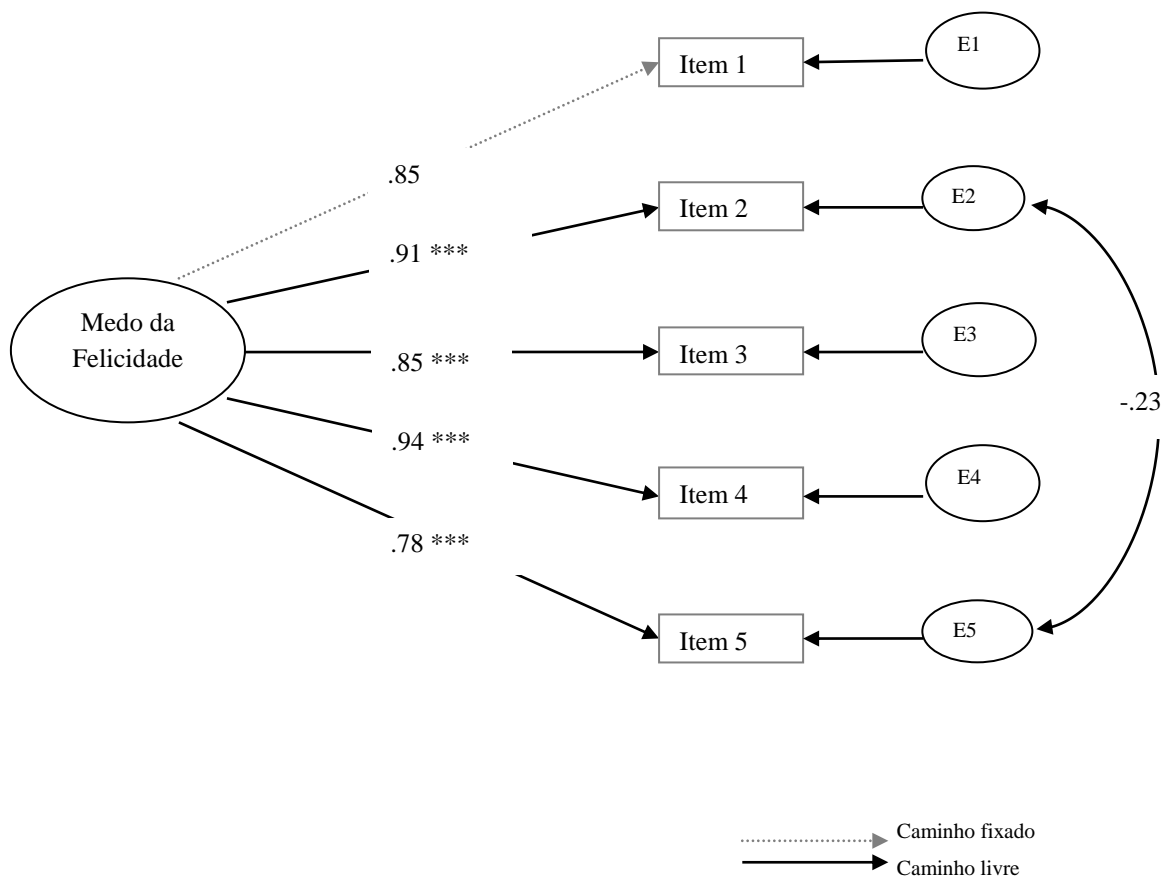 E1
Item 1
.85
E2
Item 2
.91 ***
Medo da
Felicidade
E3
Item 3
.85 ***
-.23
.94 ***
E4
Item 4
.78 ***
E5
Item 5
Caminho fixado
Caminho livre